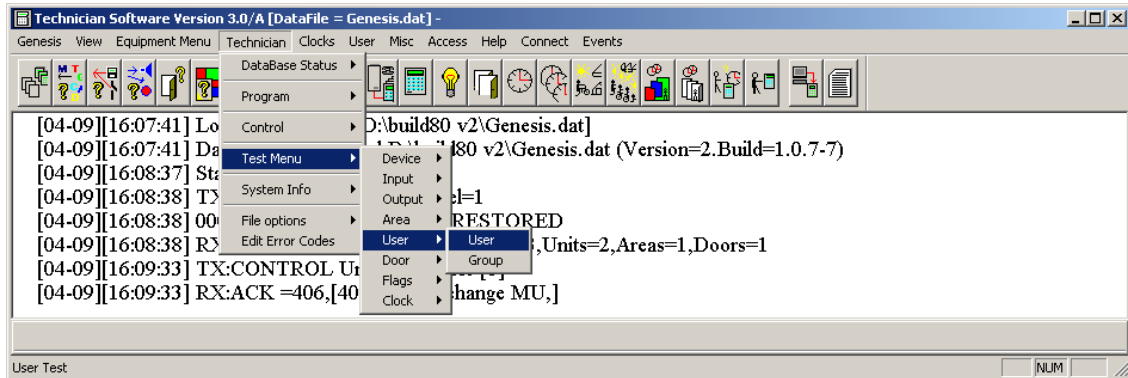 Technician Software Version 3.0/A [DataFile = Genesis.dat] -
Genesis View Equipment Menu Technician Clocks User Misc Access Help Connect Events
DataBase Status
Program
Control
Test Menu
System Info
File options
Edit Error Codes
Device
Input
Output
Area
User
Door
Flags
Clock
User
Group
[04-09][16:07:41] Lo D:\build80 v2\Genesis.dat]
[04-09][16:07:41] Da D:\build80 v2\Genesis.dat (Version=2.Build=1.0.7-7)
[04-09][16:08:37] Sta
[04-09][16:08:38] TX el=1
[04-09][16:08:38] 00 RESTORED
[04-09][16:08:38] RX ,Units=2,Areas=1,Doors=1
[04-09][16:09:33] TX:CONTROL Un
[04-09][16:09:33] RX:ACK =406,[40 hange MU,]
User Test
NUM